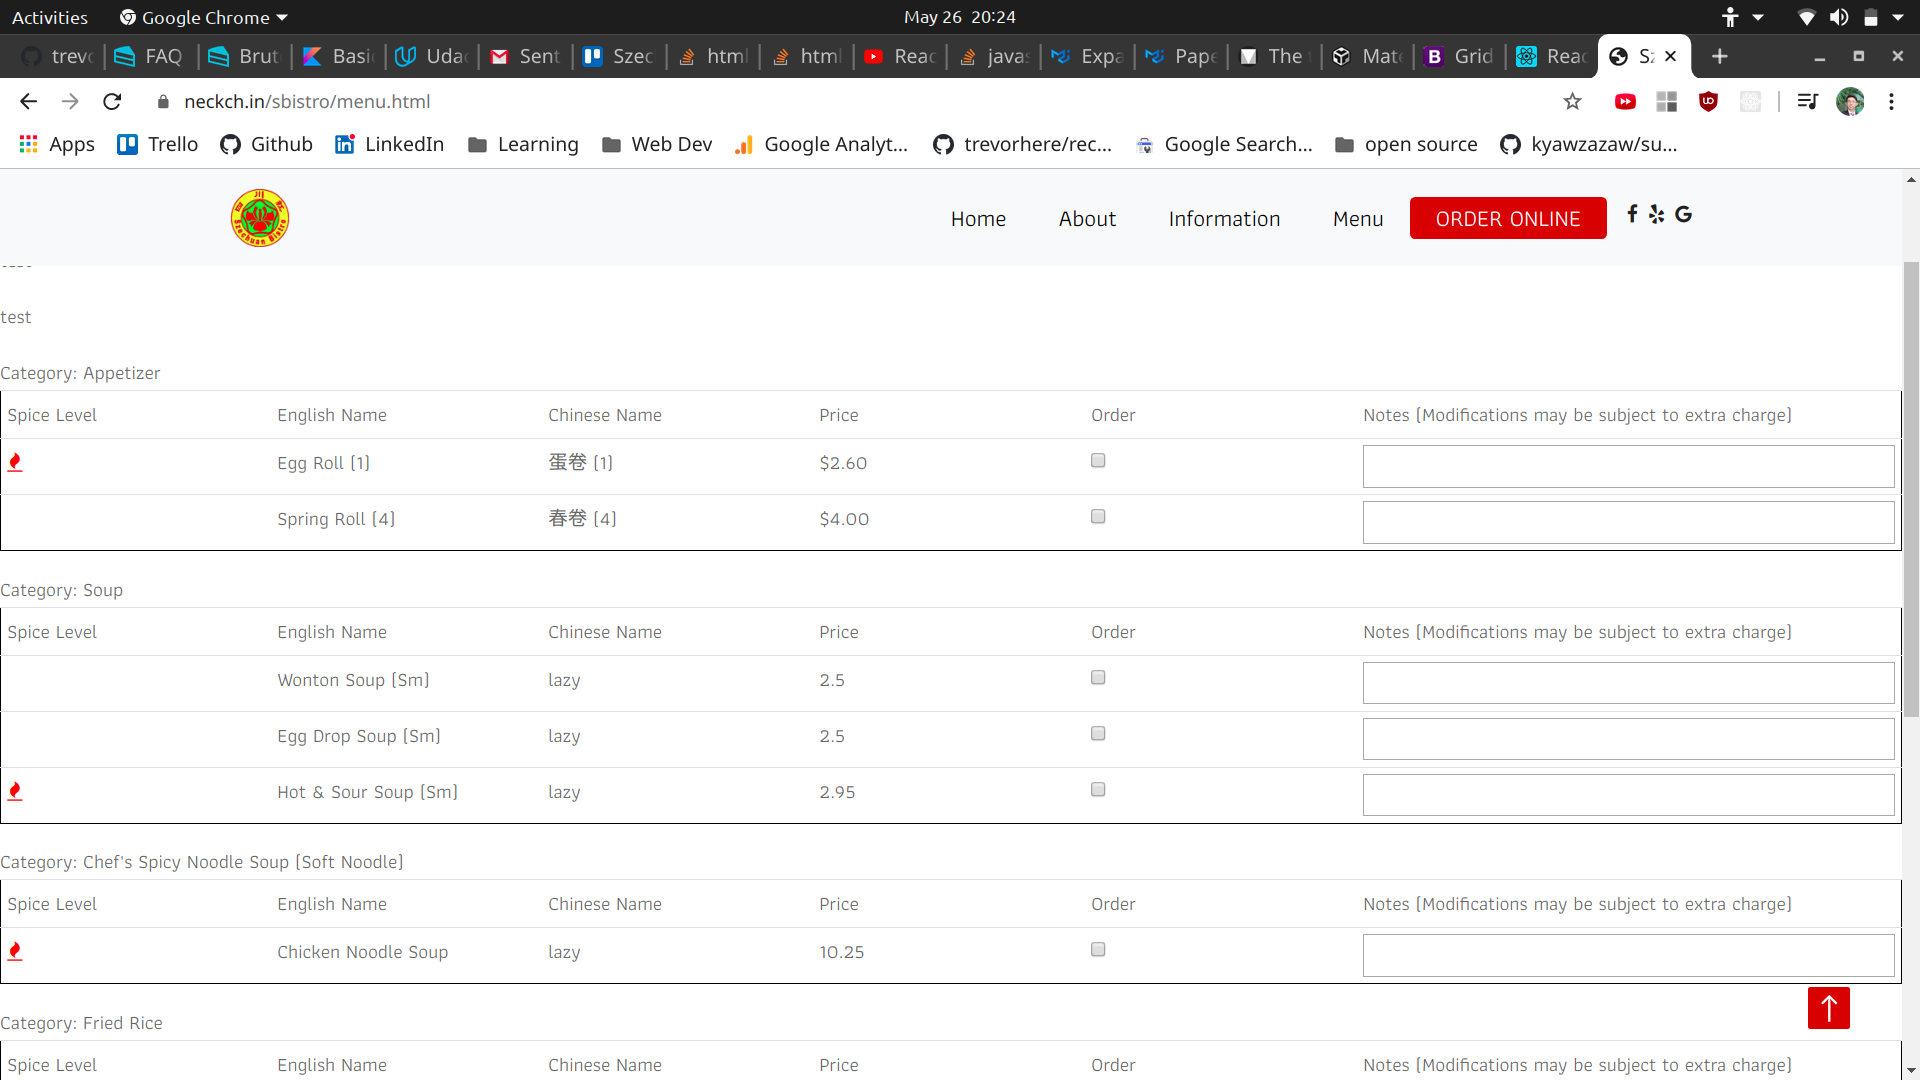 Activities Google Chrome May 26 20:24
trevo FAQ Brut Basi Udac Sent Szec html html Reac javas Expa Pape The Mate Grid Reac Sz
neckch.in/sbistro/menu.html
Apps Trello Github LinkedIn Learning Web Dev Google Analyt... trevorhere/rec... Google Search... open source kyawzazaw/su...
Home About Information Menu ORDER ONLINE
test
Category: Appetizer
Spice Level English Name Chinese Name Price Order Notes (Modifications may be subject to extra charge)
Egg Roll (1) 蛋卷 (1) $2.60
Spring Roll (4) 春卷 (4) $4.00
Category: Soup
Spice Level English Name Chinese Name Price Order Notes (Modifications may be subject to extra charge)
Wonton Soup (Sm) lazy 2.5
Egg Drop Soup (Sm) lazy 2.5
Hot & Sour Soup (Sm) lazy 2.95
Category: Chef's Spicy Noodle Soup (Soft Noodle)
Spice Level English Name Chinese Name Price Order Notes (Modifications may be subject to extra charge)
Chicken Noodle Soup lazy 10.25
Category: Fried Rice
Spice Level English Name Chinese Name Price Order Notes (Modifications may be subject to extra charge)